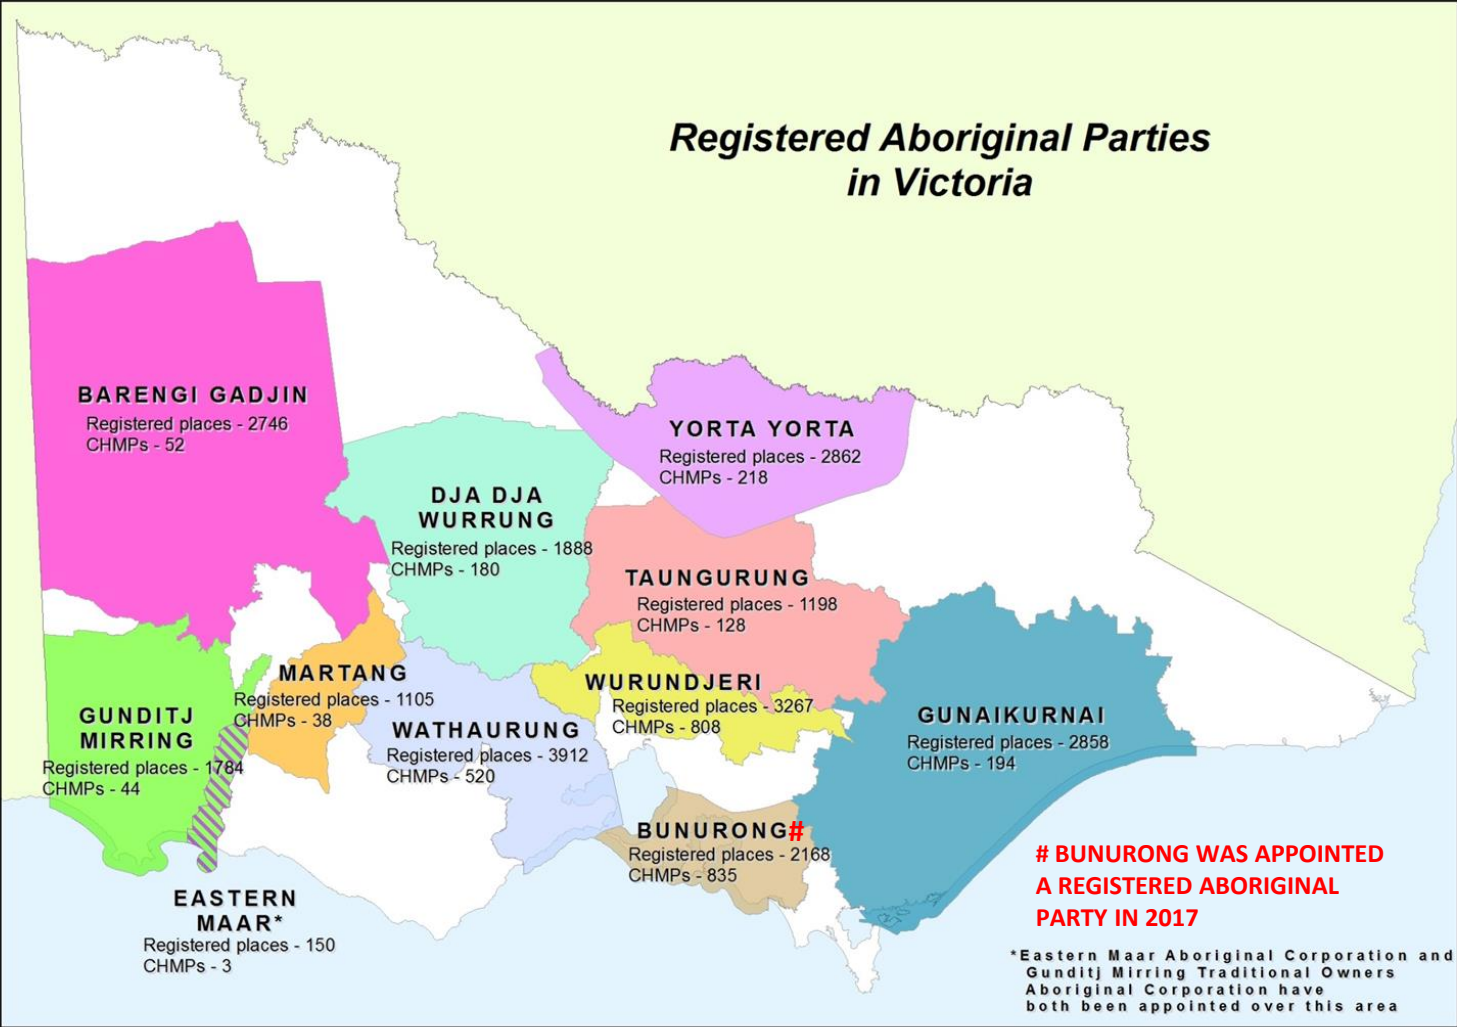 Registered Aboriginal Parties
in Victoria
BARENGI GADJIN
Registered places - 2746
CHMPs - 52
YORTA YORTA
Registered places - 2862
CHMPs - 218
DJA DJA
WURRUNG
Registered places - 1888
CHMPs - 180
TAUNGURUNG
Registered places - 1198
CHMPs - 128
MARTANG
Registered places - 1105
CHMPs - 38
WURUNDJERI
Registered places - 3267
CHMPs - 808
GUNDITJ
MIRRING
Registered places - 1784
CHMPs - 44
WATHAURUNG
Registered places - 3912
CHMPs - 520
GUNAIKURNAI
Registered places - 2858
CHMPs - 194
BUNURONG#
Registered places - 2168
CHMPs - 835
EASTERN
MAAR*
Registered places - 150
CHMPs - 3
# BUNURONG WAS APPOINTED
A REGISTERED ABORIGINAL
PARTY IN 2017
*Eastern Maar Aboriginal Corporation and
Gunditj Mirring Traditional Owners
Aboriginal Corporation have
both been appointed over this area